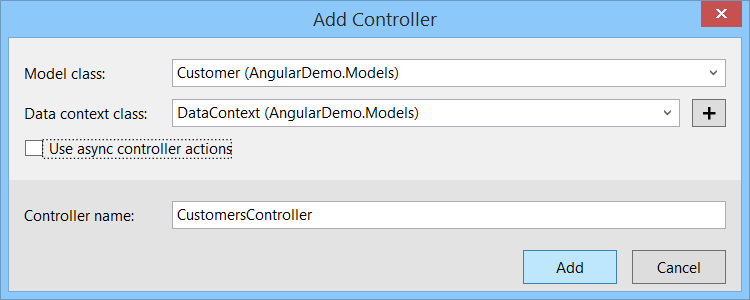 Add Controller
Model class: Customer (AngularDemo.Models)
Data context class: DataContext (AngularDemo.Models)
Use async controller actions
Controller name: CustomersController
Add Cancel